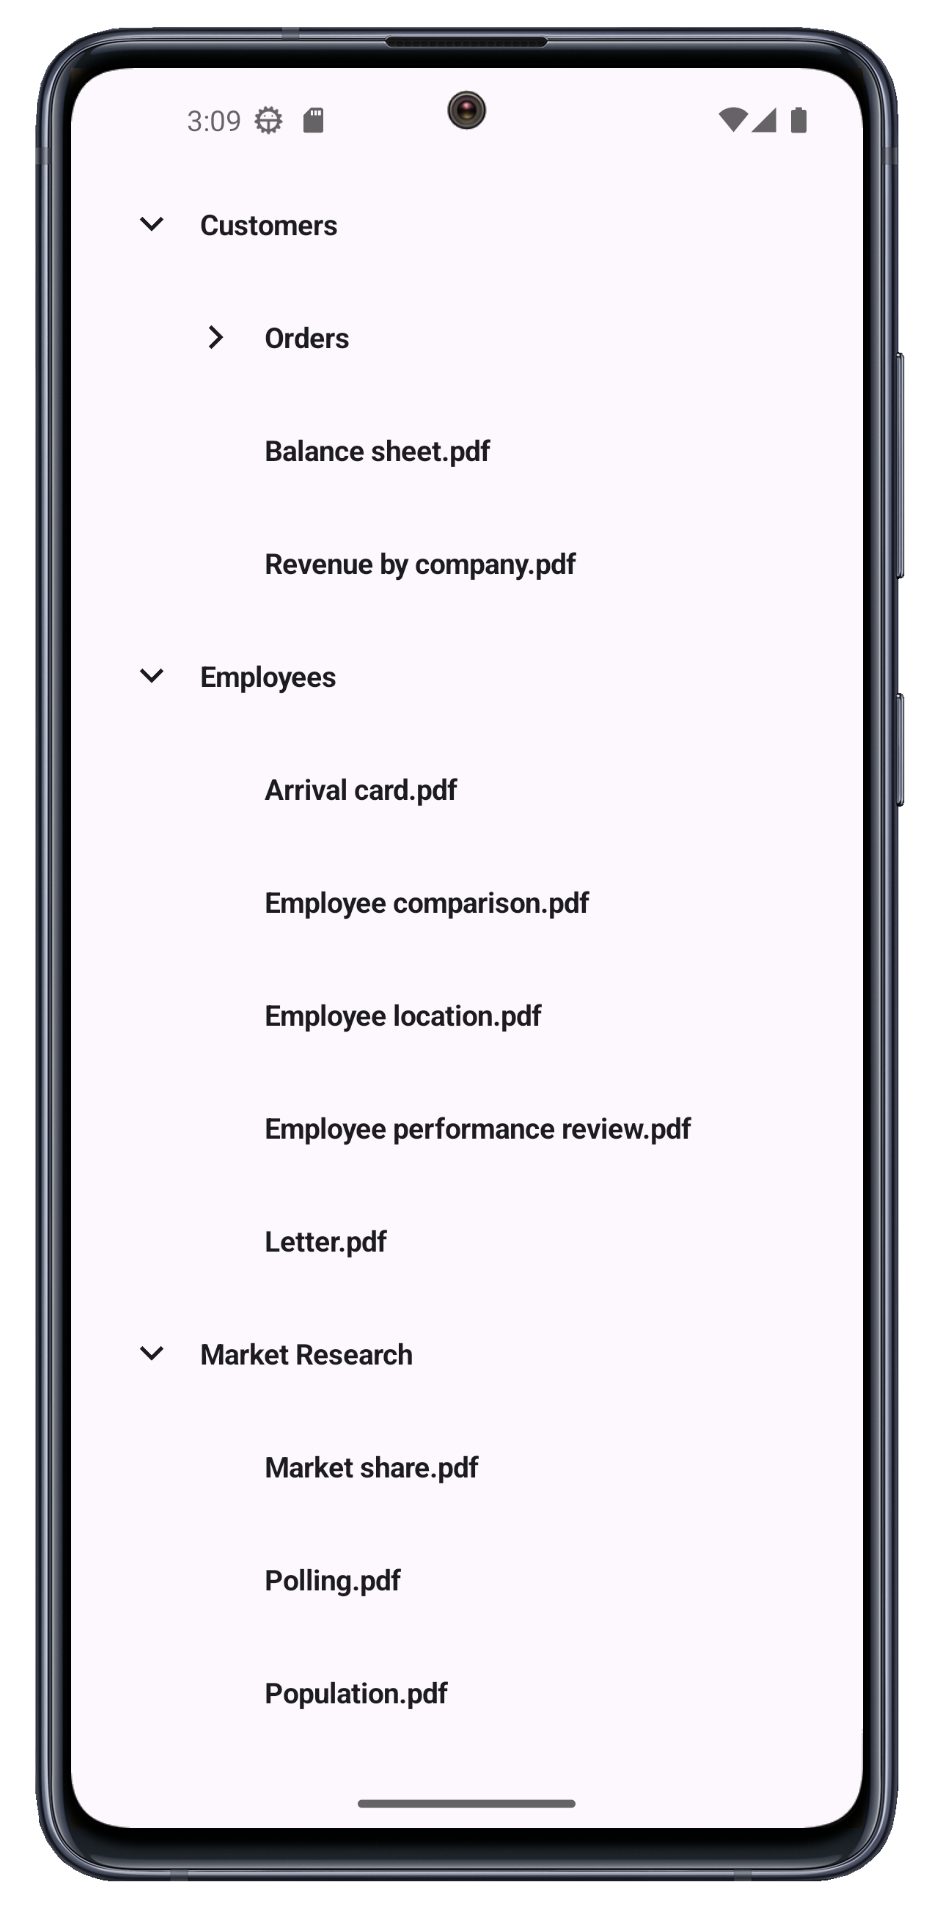 3:09
Customers
Orders
Balance sheet.pdf
Revenue by company.pdf
Employees
Arrival card.pdf
Employee comparison.pdf
Employee location.pdf
Employee performance review.pdf
Letter.pdf
Market Research
Market share.pdf
Polling.pdf
Population.pdf